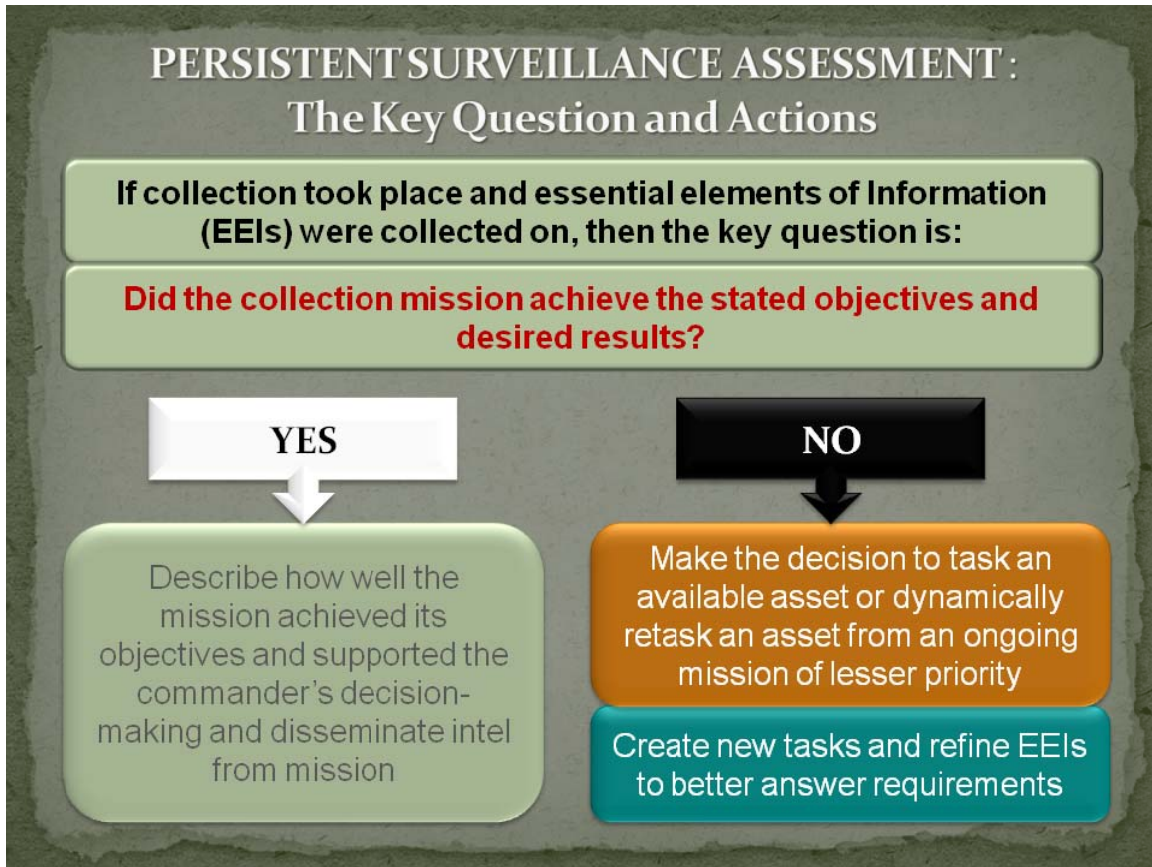 PERSISTENT SURVEILLANCE ASSESSMENT :
The Key Question and Actions
If collection took place and essential elements of Information
(EEIs) were collected on, then the key question is:
Did the collection mission achieve the stated objectives and
desired results?
YES
Describe how well the
mission achieved its
objectives and supported the
commander’s decision-
making and disseminate intel
from mission
NO
Make the decision to task an
available asset or dynamically
retask an asset from an ongoing
mission of lesser priority
Create new tasks and refine EEIs
to better answer requirements